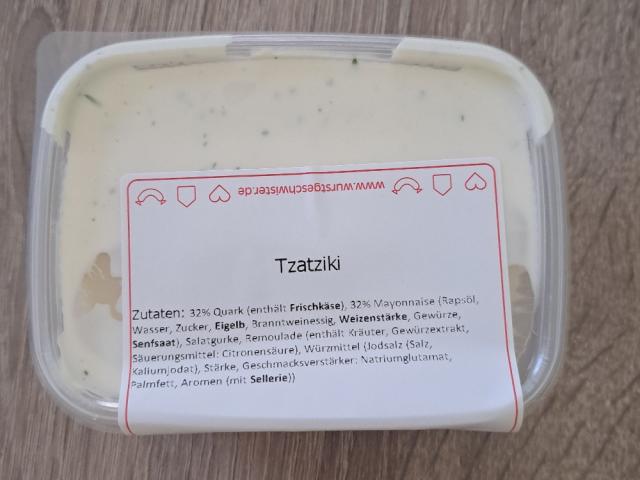 www.wurstgeschwister.de
Tzatziki
Zutaten: 32% Quark (enthält Frischkäse), 32% Mayonnaise (Rapsöl,
Wasser, Zucker, Eigelb, Branntweinessig, Weizenstärke, Gewürze,
Senfsaat), Salatgurke, Remoulade (enthält Kräuter, Gewürzextrakt,
Säuerungsmittel: Citronensäure), Würzmittel (Jodsalz (Salz,
Kaliumjodat), Stärke, Geschmacksverstärker: Natriumglutamat,
Palmfett, Aromen (mit Sellerie))